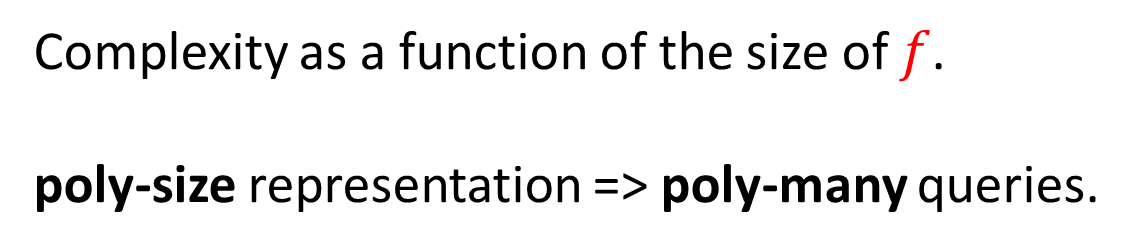 Complexity as a function of the size of f.
poly-size representation => poly-many queries.